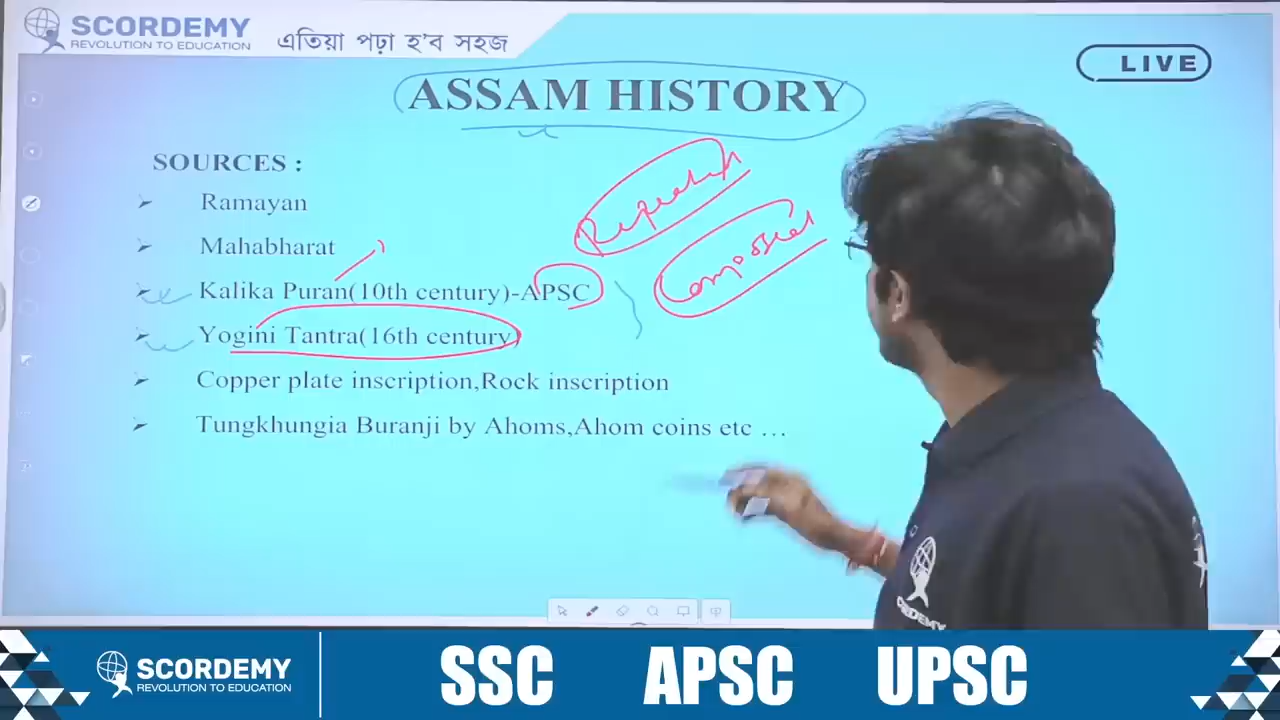 SCORDEMY
REVOLUTION TO EDUCATION
এতিয়া পঢ়া হ'ব সহজ
LIVE
ASSAM HISTORY
SOURCES :
Ramayan
Mahabharat
Kalika Puran(10th century)-APSC
Yogini Tantra(16th century)
Copper plate inscription,Rock inscription
Tungkhungia Buranji by Ahoms,Ahom coins etc ...
SCORDEMY
REVOLUTION TO EDUCATION
SSC APSC UPSC